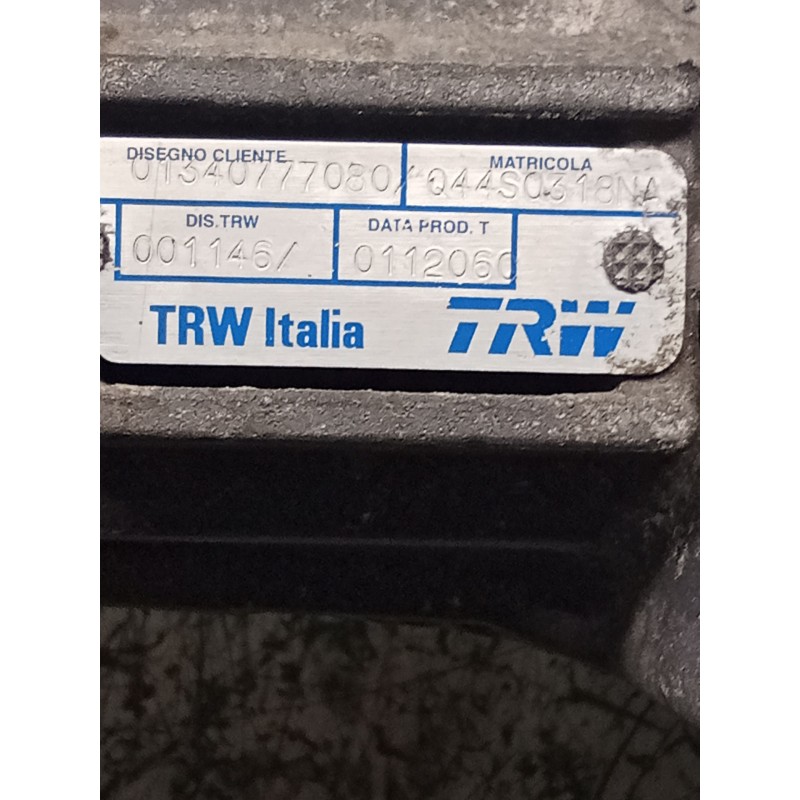 DISEGNO CLIENTE MATRICOLA
01340777080/ Q44S0318NA
DIS.TRW DATA PROD. T
001146/ 0112060
TRW Italia TRW